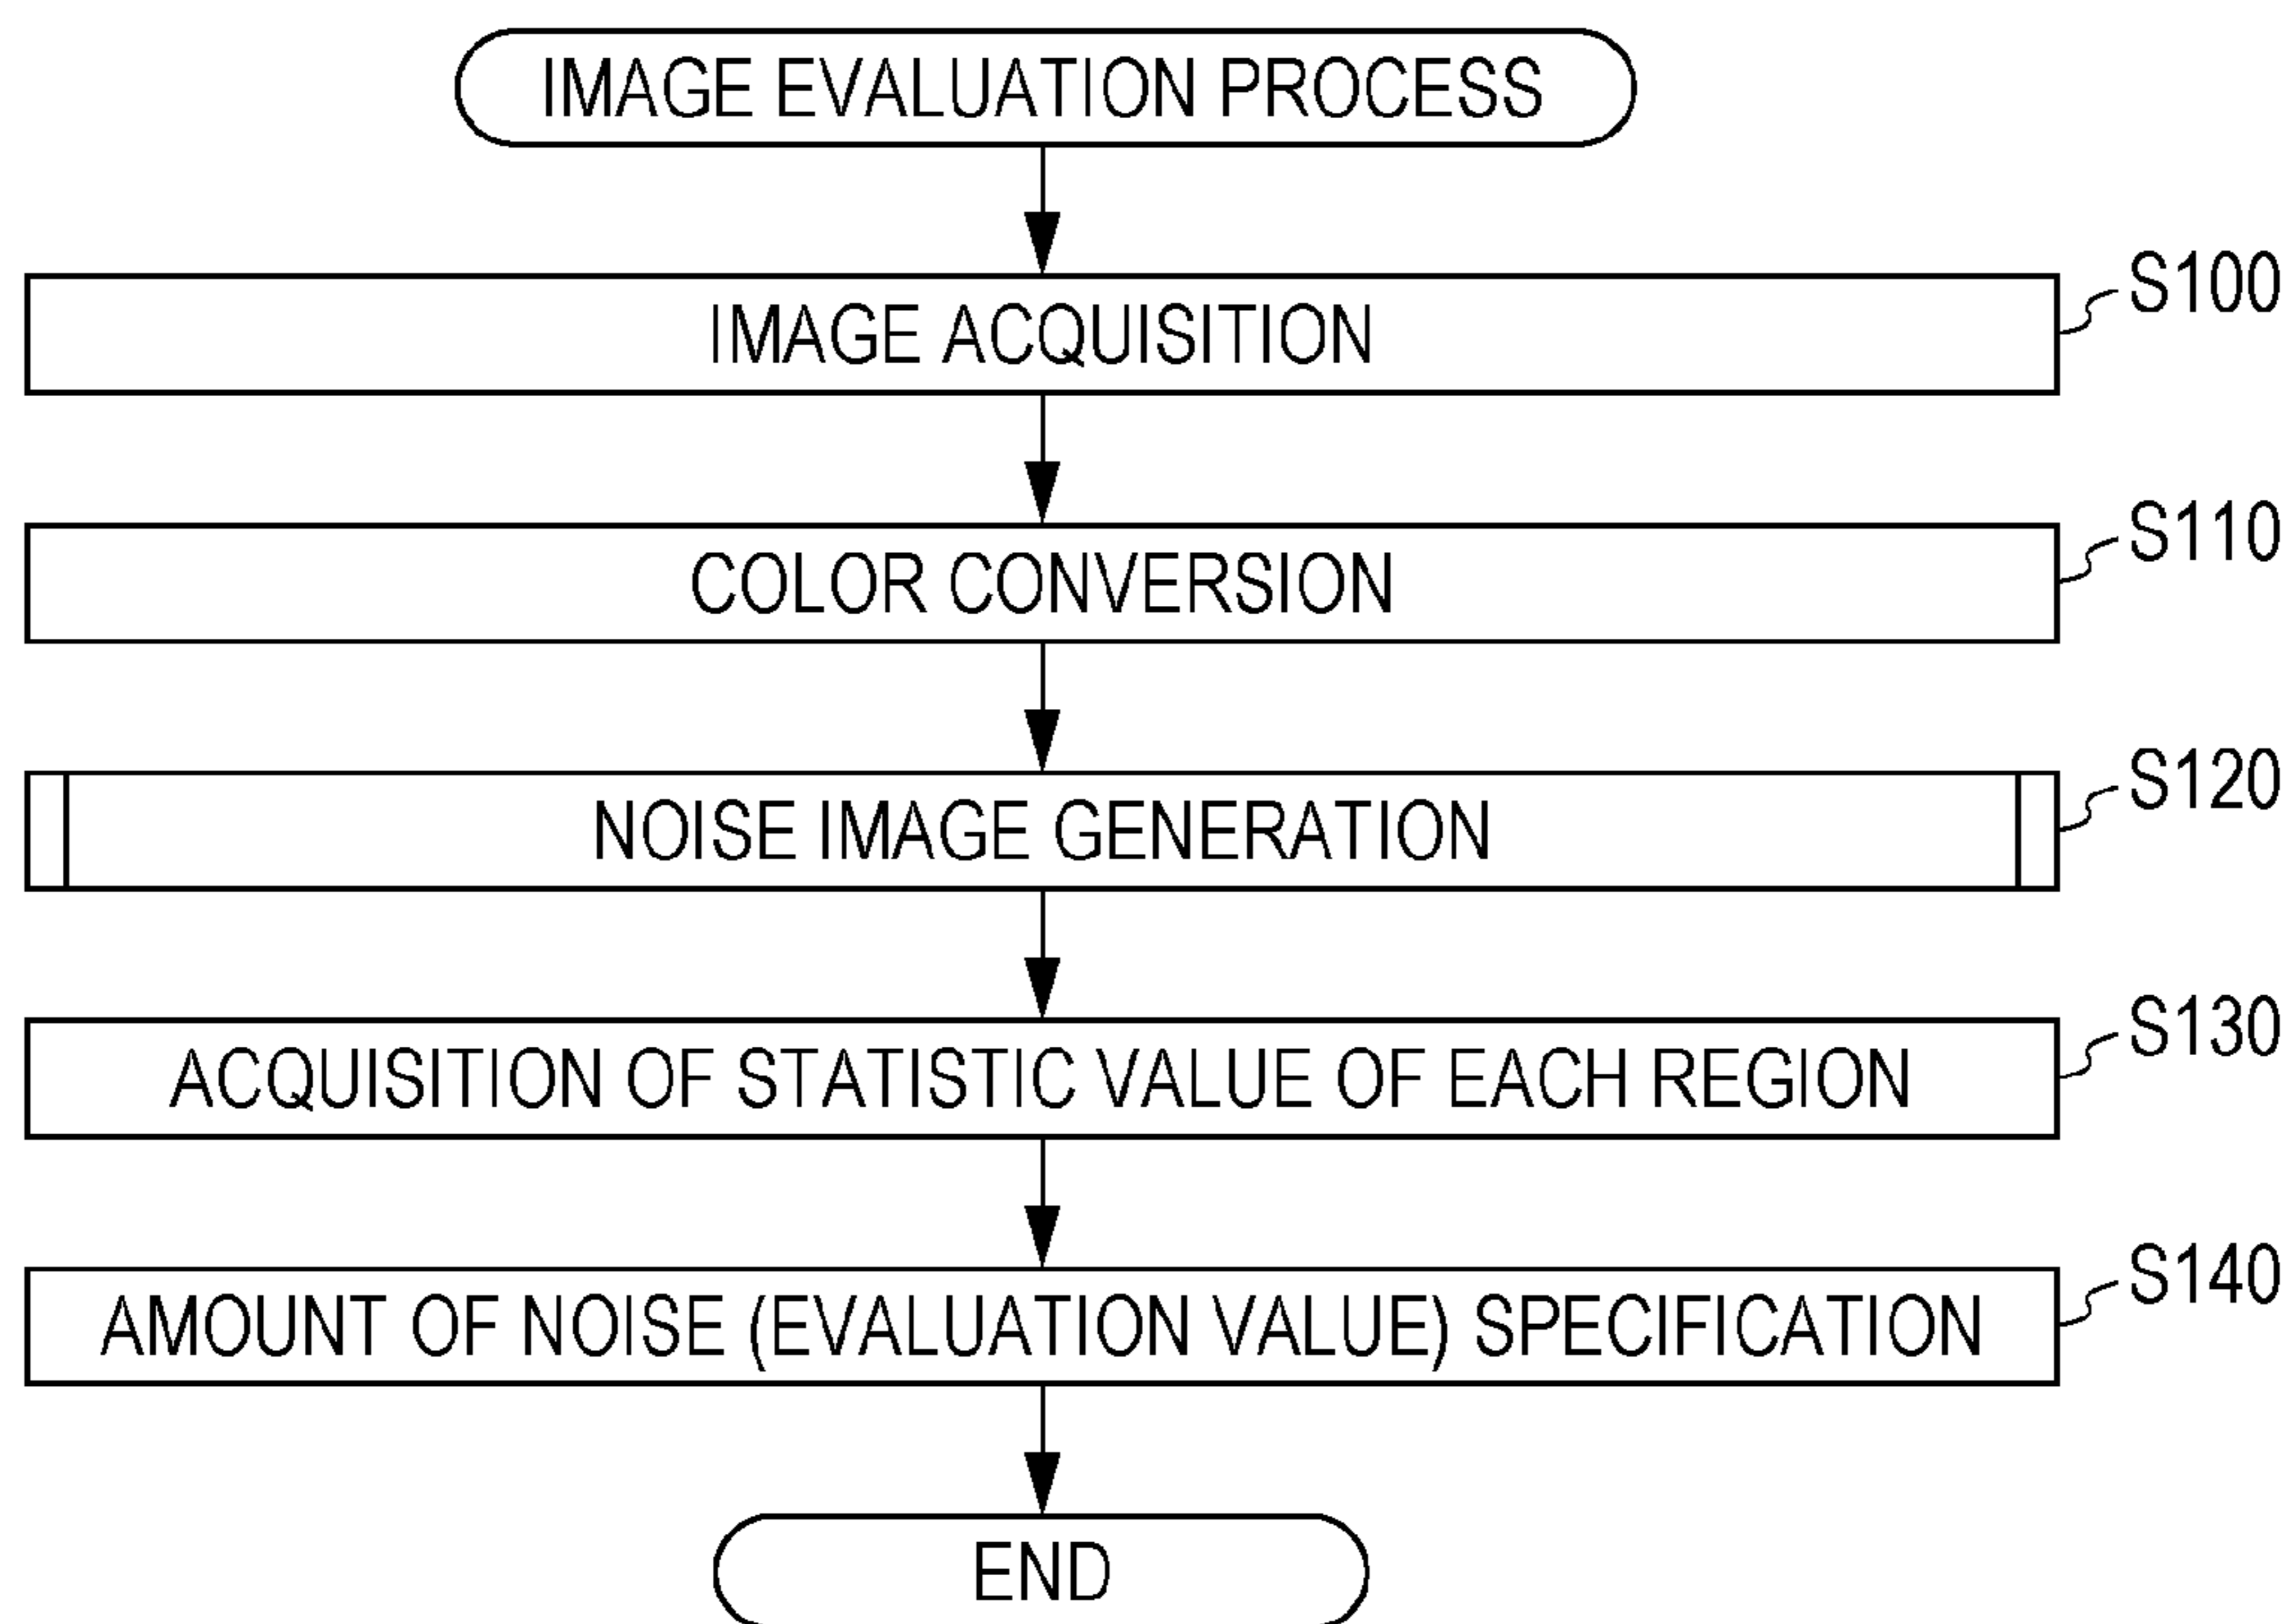 IMAGE EVALUATION PROCESS
IMAGE ACQUISITION
S100
COLOR CONVERSION
S110
NOISE IMAGE GENERATION
S120
ACQUISITION OF STATISTIC VALUE OF EACH REGION
S130
AMOUNT OF NOISE (EVALUATION VALUE) SPECIFICATION
S140
END